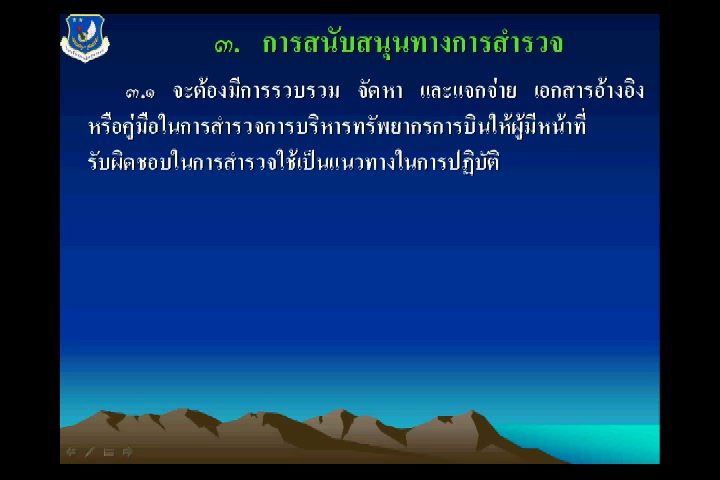 ๓. การสนับสนุนทางการสำรวจ
๓.๑ จะต้องมีการรวบรวม จัดหา และแจกจ่าย เอกสารอ้างอิง
หรือคู่มือในการสำรวจการบริหารทรัพยากรการบินให้ผู้มีหน้าที่
รับผิดชอบในการสำรวจใช้เป็นแนวทางในการปฏิบัติ